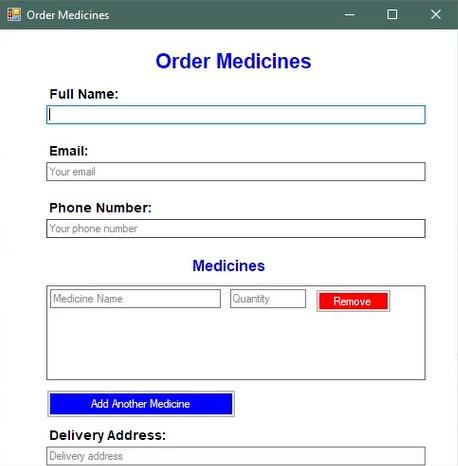 Order Medicines
Order Medicines
Full Name:
Email:
Your email
Phone Number:
Your phone number
Medicines
Medicine Name Quantity Remove
Add Another Medicine
Delivery Address:
Delivery address